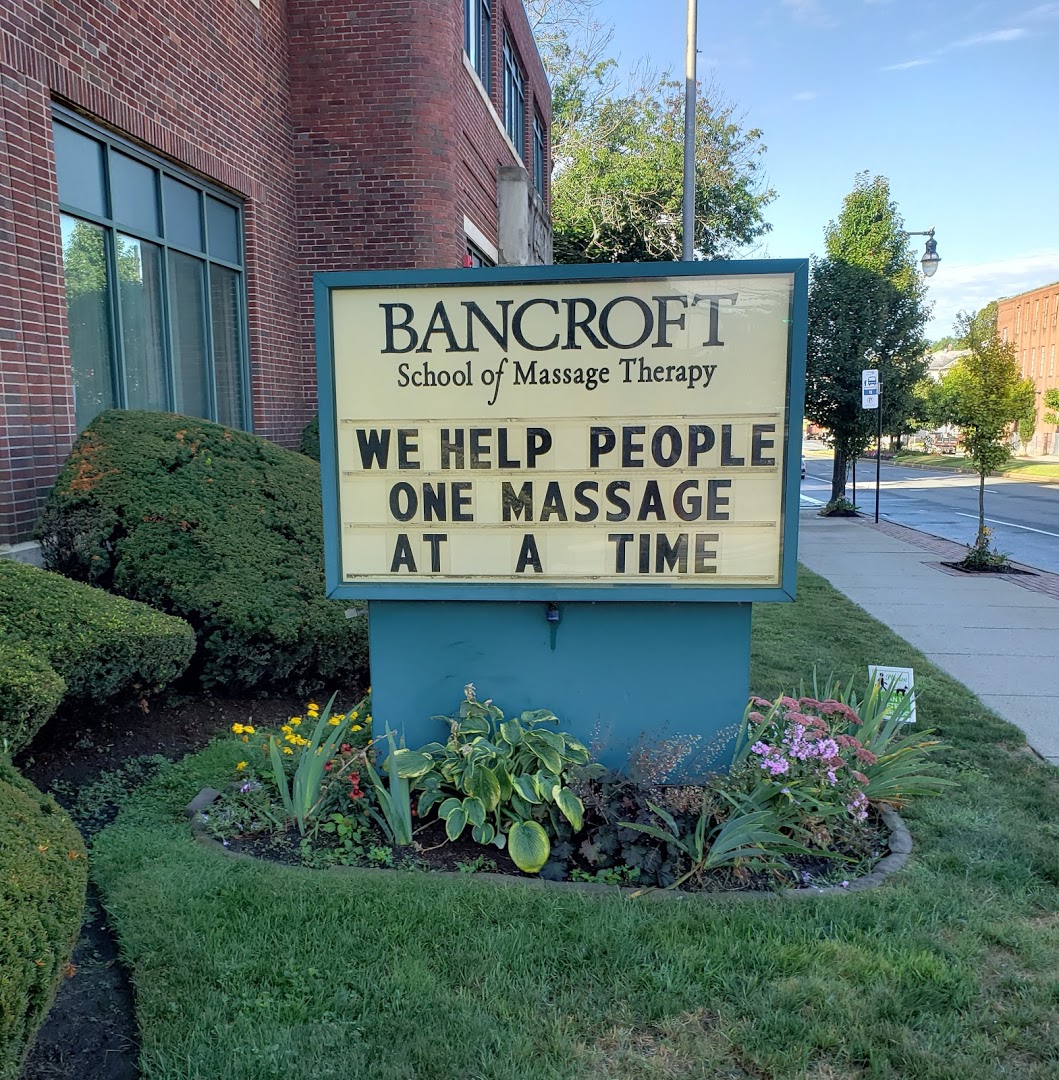 BANCROFT
School of Massage Therapy
WE HELP PEOPLE
ONE MASSAGE
AT A TIME